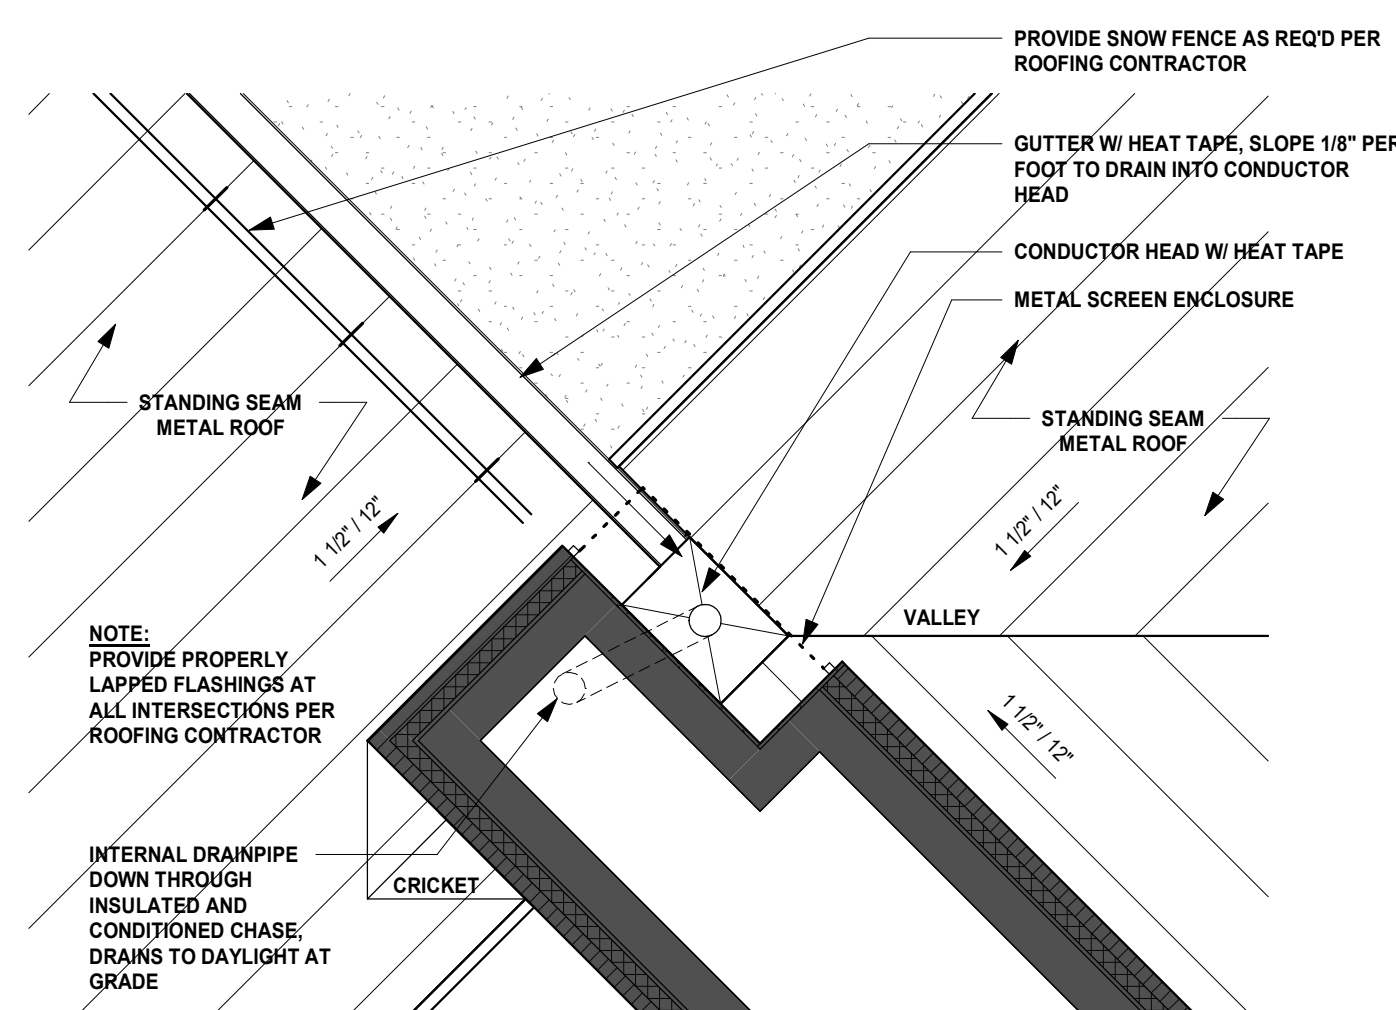 PROVIDE SNOW FENCE AS REQ'D PER
ROOFING CONTRACTOR
GUTTER W/ HEAT TAPE, SLOPE 1/8" PER
FOOT TO DRAIN INTO CONDUCTOR
HEAD
CONDUCTOR HEAD W/ HEAT TAPE
METAL SCREEN ENCLOSURE
STANDING SEAM
METAL ROOF
STANDING SEAM
METAL ROOF
1 1/2" / 12"
1 1/2" / 12"
VALLEY
NOTE:
PROVIDE PROPERLY
LAPPED FLASHINGS AT
ALL INTERSECTIONS PER
ROOFING CONTRACTOR
1 1/2" / 12"
INTERNAL DRAINPIPE
DOWN THROUGH
INSULATED AND
CONDITIONED CHASE,
DRAINS TO DAYLIGHT AT
GRADE
CRICKET